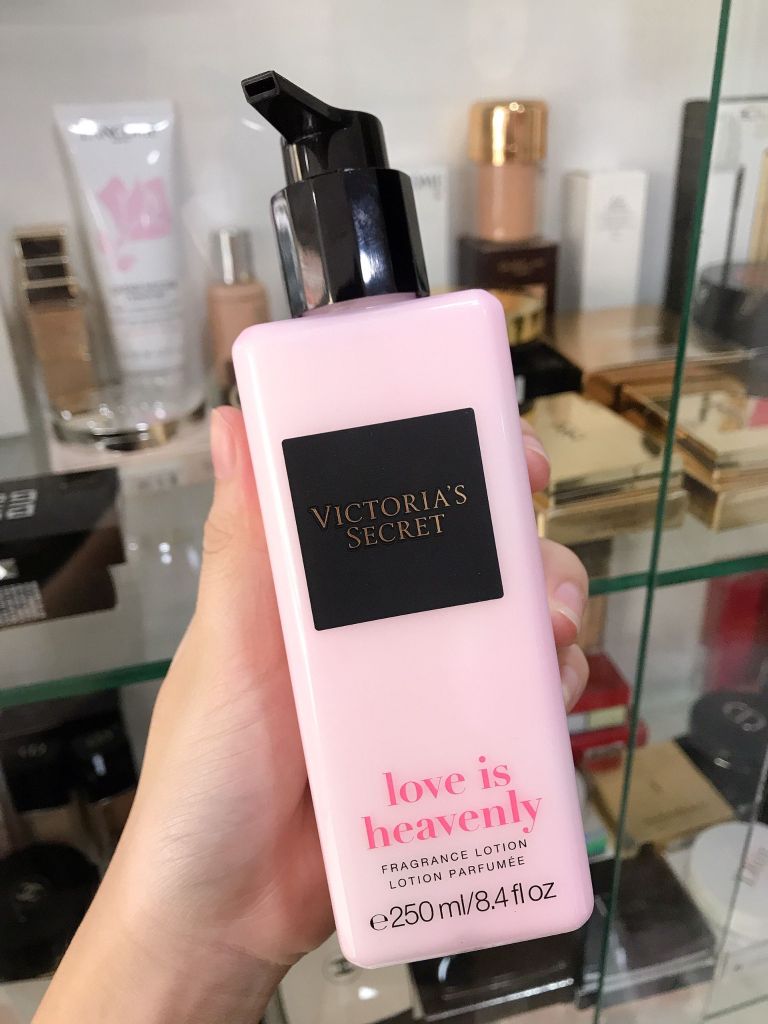 VICTORIA'S
SECRET
love is
heavenly
FRAGRANCE LOTION
LOTION PARFUMÉE
℮250 ml/8.4 fl oz